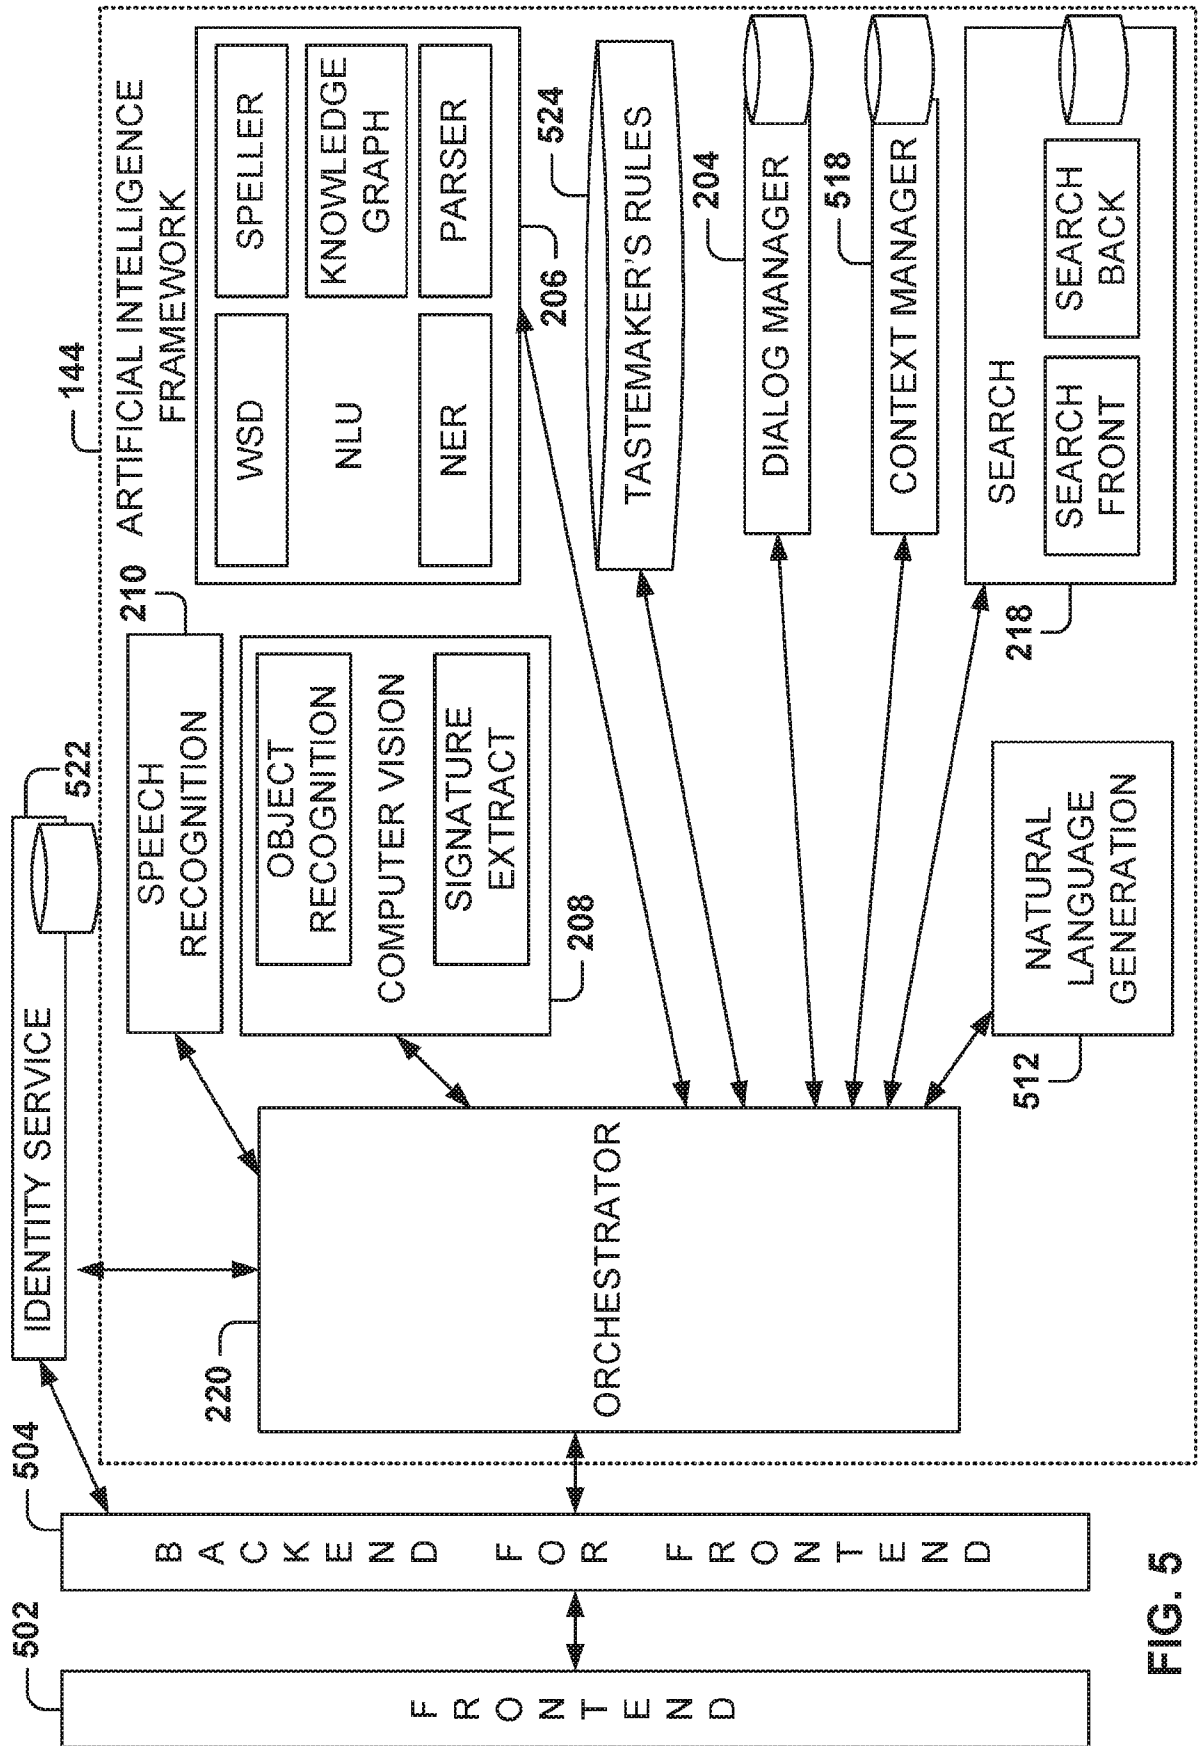 502
FRONTEND
504
BACKEND FOR FRONTEND
IDENTITY SERVICE
522
144
ARTIFICIAL INTELLIGENCE
FRAMEWORK
220
ORCHESTRATOR
SPEECH
RECOGNITION
210
OBJECT
RECOGNITION
COMPUTER VISION
SIGNATURE
EXTRACT
208
WSD
SPELLER
NLU
KNOWLEDGE
GRAPH
NER
PARSER
206
TASTEMAKER'S RULES
524
DIALOG MANAGER
204
CONTEXT MANAGER
518
SEARCH
SEARCH
FRONT
SEARCH
BACK
218
NATURAL
LANGUAGE
GENERATION
512
FIG. 5